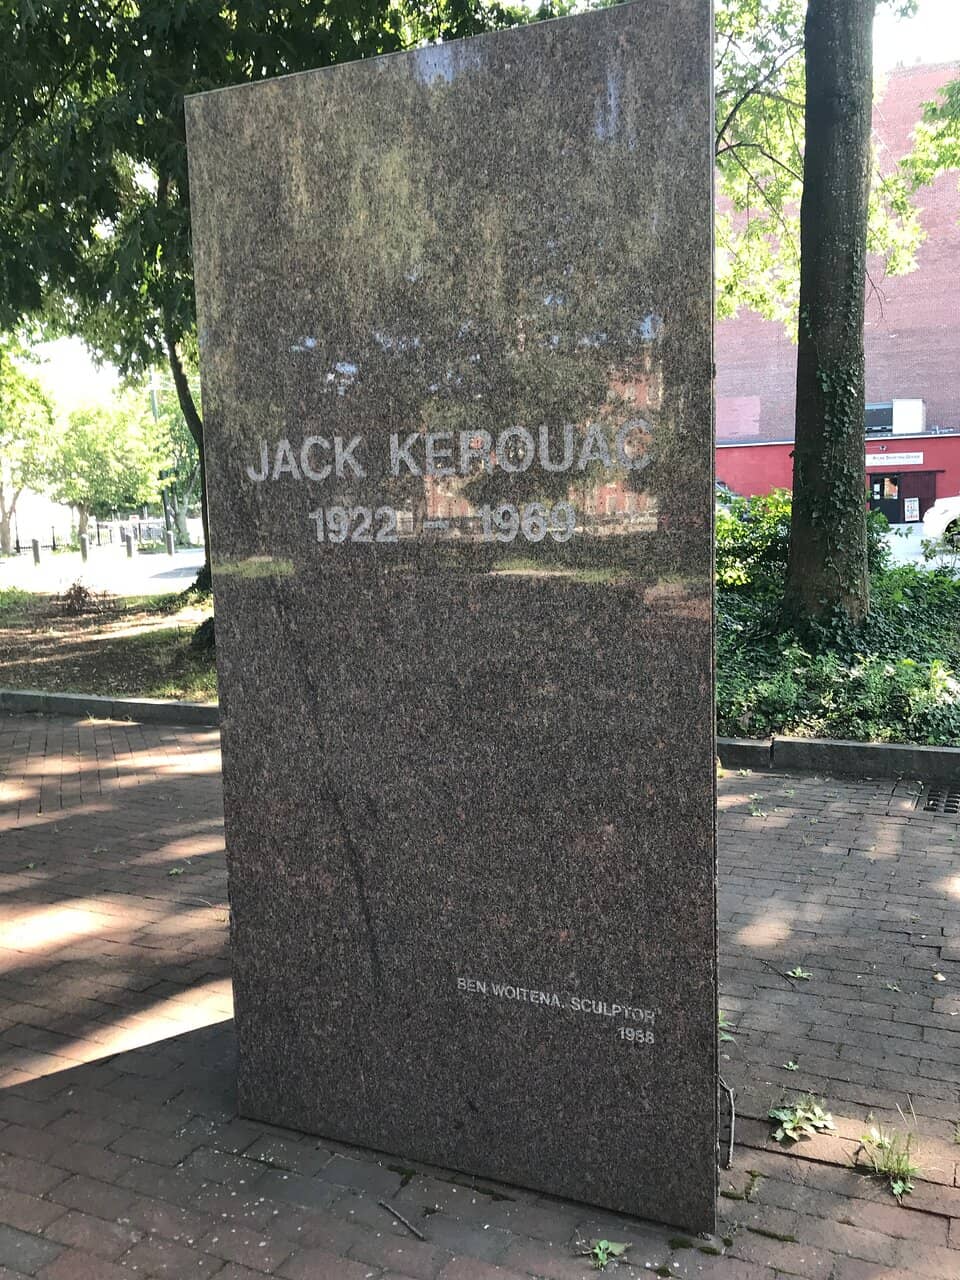 JACK KEROUAC
1922 – 1969
BEN WOITENA, SCULPTOR
1988